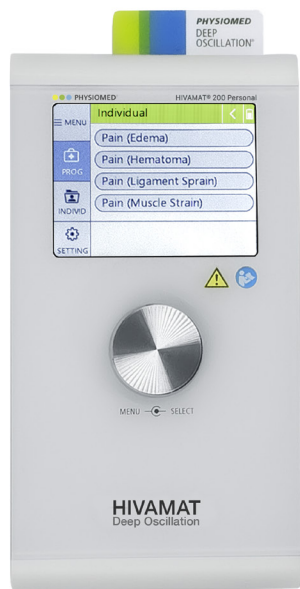 PHYSIOMED
DEEP
OSCILLATION®
PHYSIOMED HIVAMAT® 200 Personal
MENU
Individual
Pain (Edema)
Pain (Hematoma)
Pain (Ligament Sprain)
Pain (Muscle Strain)
PROG
INDIVID
SETTING
MENU SELECT
HIVAMAT
Deep Oscillation